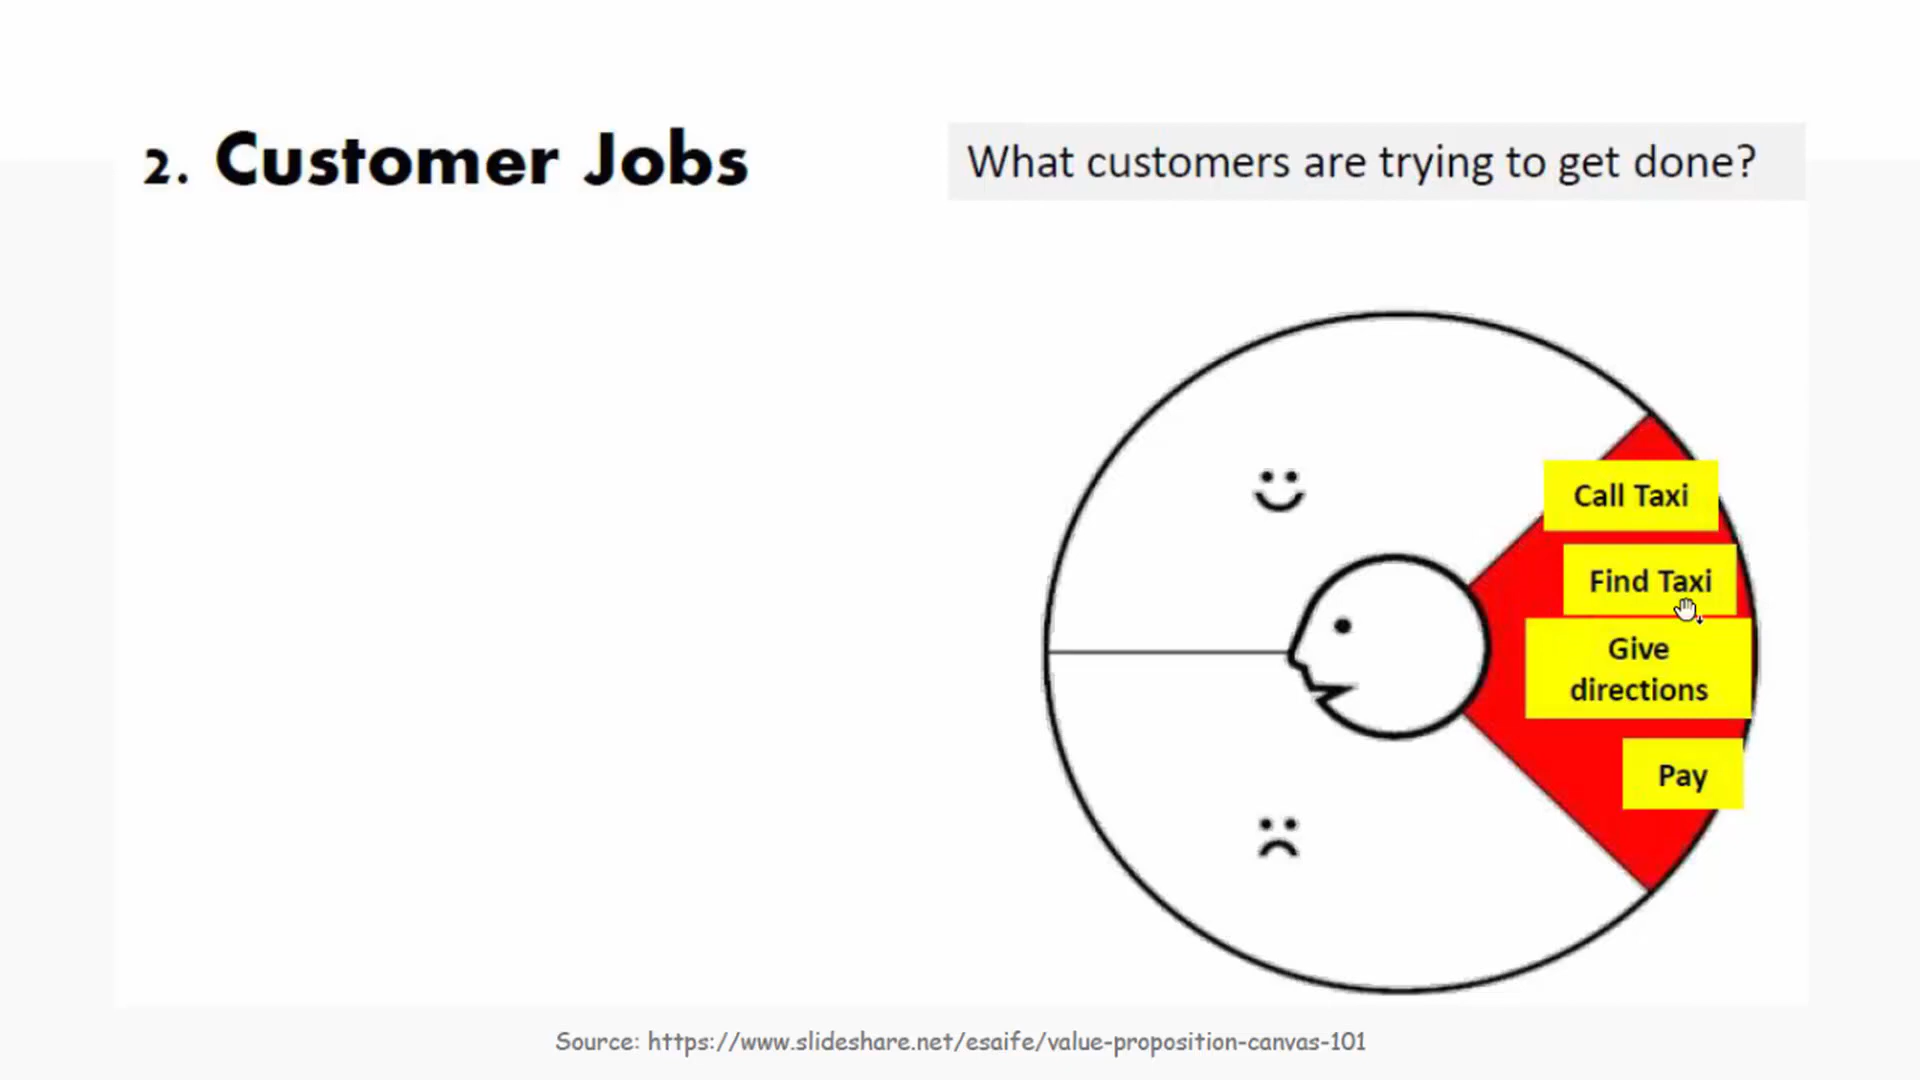 2. Customer Jobs
What customers are trying to get done?
Call Taxi
Find Taxi
Give
directions
Pay
Source: https://www.slideshare.net/esaife/value-proposition-canvas-101